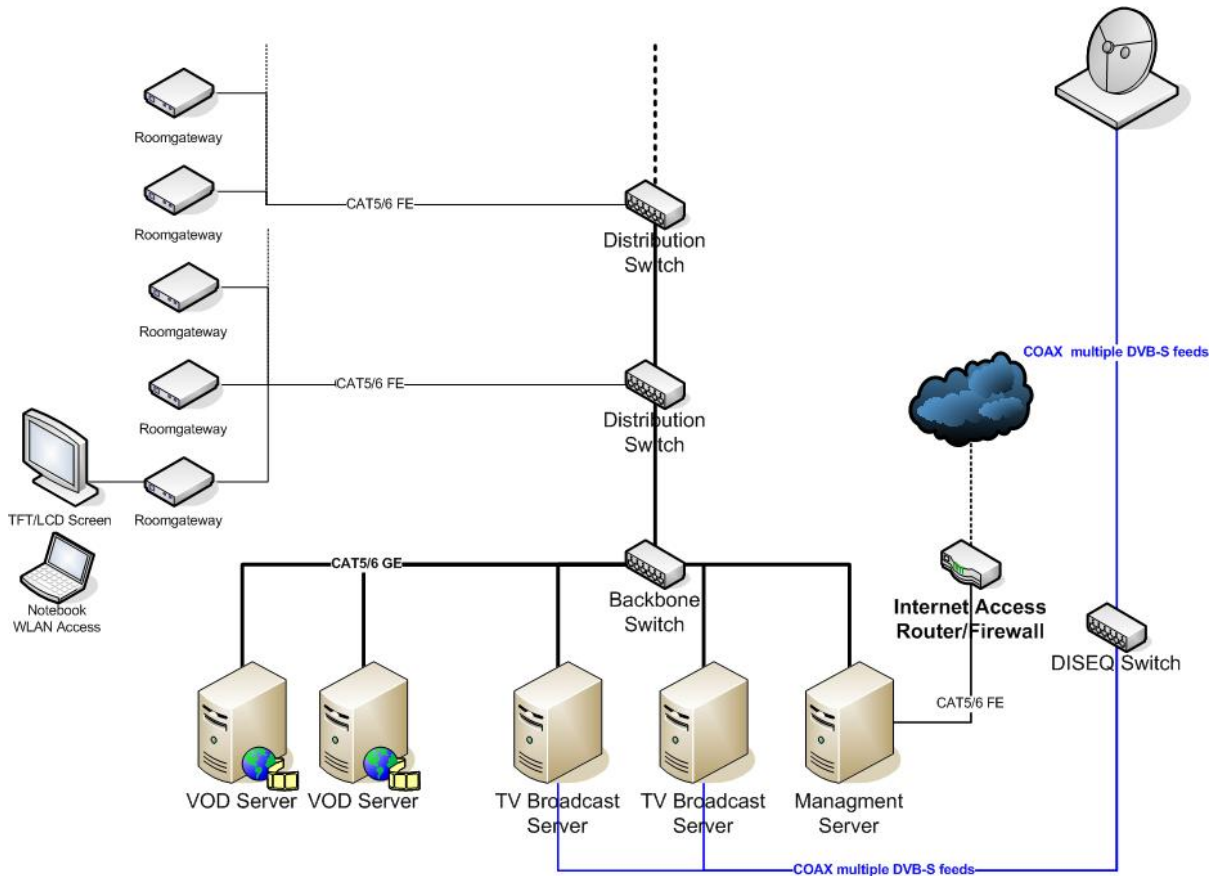 Roomgateway
CAT5/6 FE
Roomgateway
Distribution
Switch
Roomgateway
COAX multiple DVB-S feeds
CAT5/6 FE
Roomgateway
Distribution
Switch
TFT/LCD Screen
Roomgateway
CAT5/6 GE
Notebook
WLAN Access
Backbone
Switch
Internet Access
Router/Firewall
DISEQ Switch
CAT5/6 FE
VOD Server
VOD Server
TV Broadcast
Server
TV Broadcast
Server
Managment
Server
COAX multiple DVB-S feeds